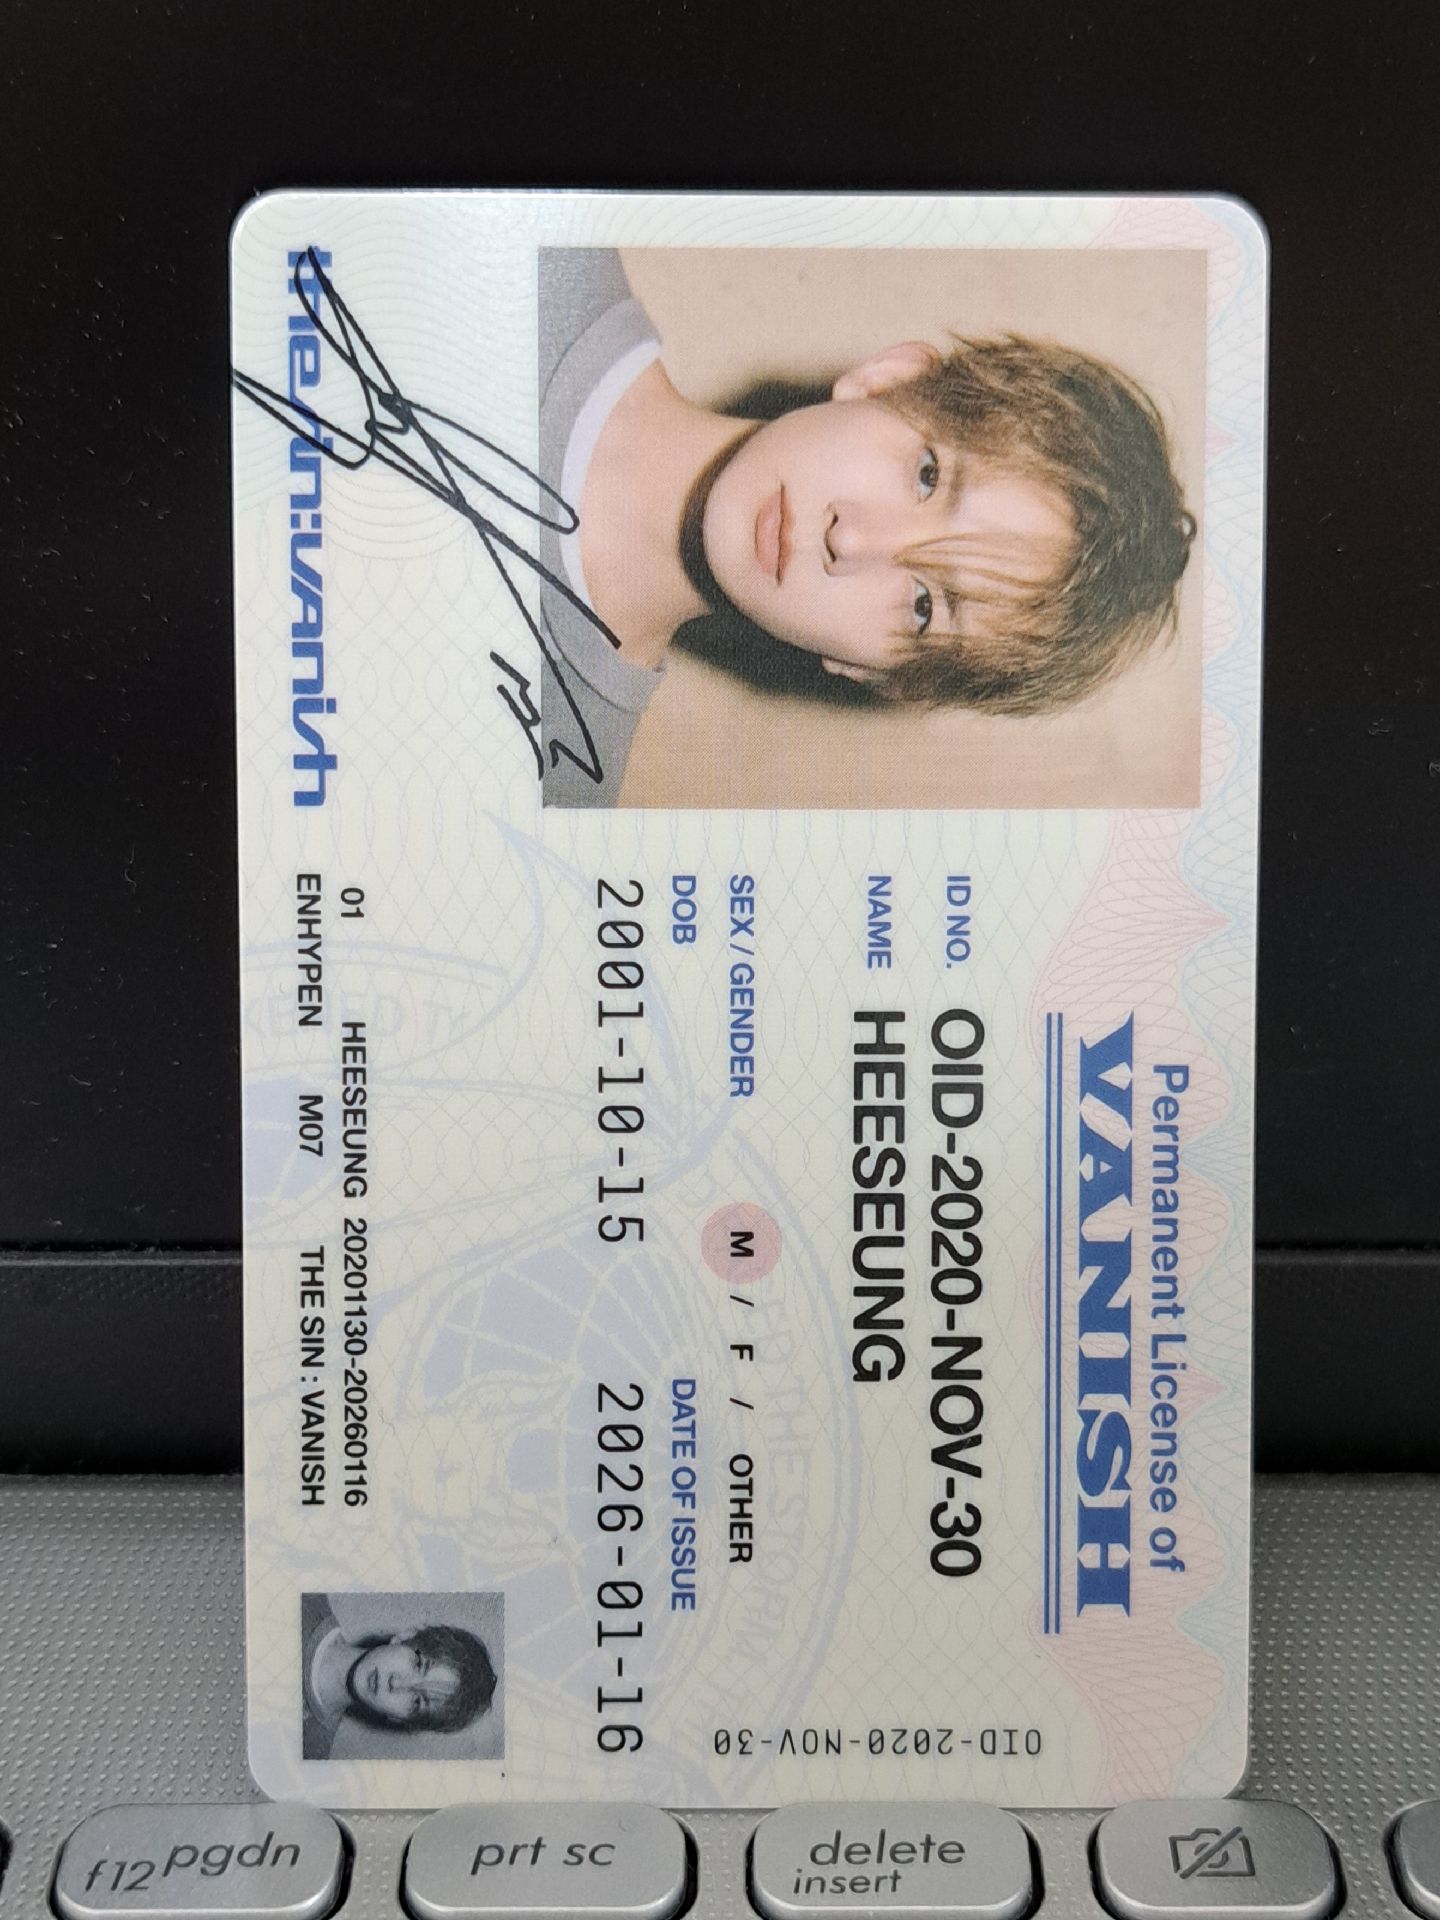 Permanent License of
VANISH
ID NO. OID-2020-NOV-30
NAME HEESEUNG
SEX / GENDER M / F / OTHER
DOB DATE OF ISSUE
2001-10-15 2026-01-16
01 HEESEUNG 20201130-20260116
ENHYPEN M07 THE SIN : VANISH
the sin:vanish
OID-2020-NOV-30
f12 pgdn
prt sc
delete
insert